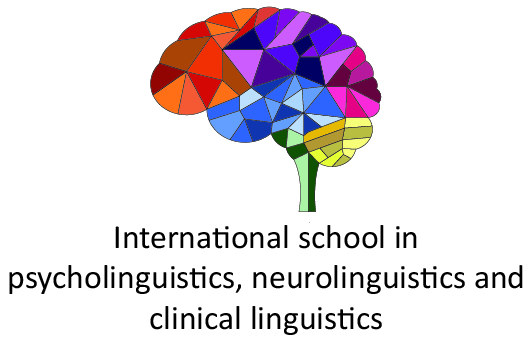 International school in
psycholinguistics, neurolinguistics and
clinical linguistics